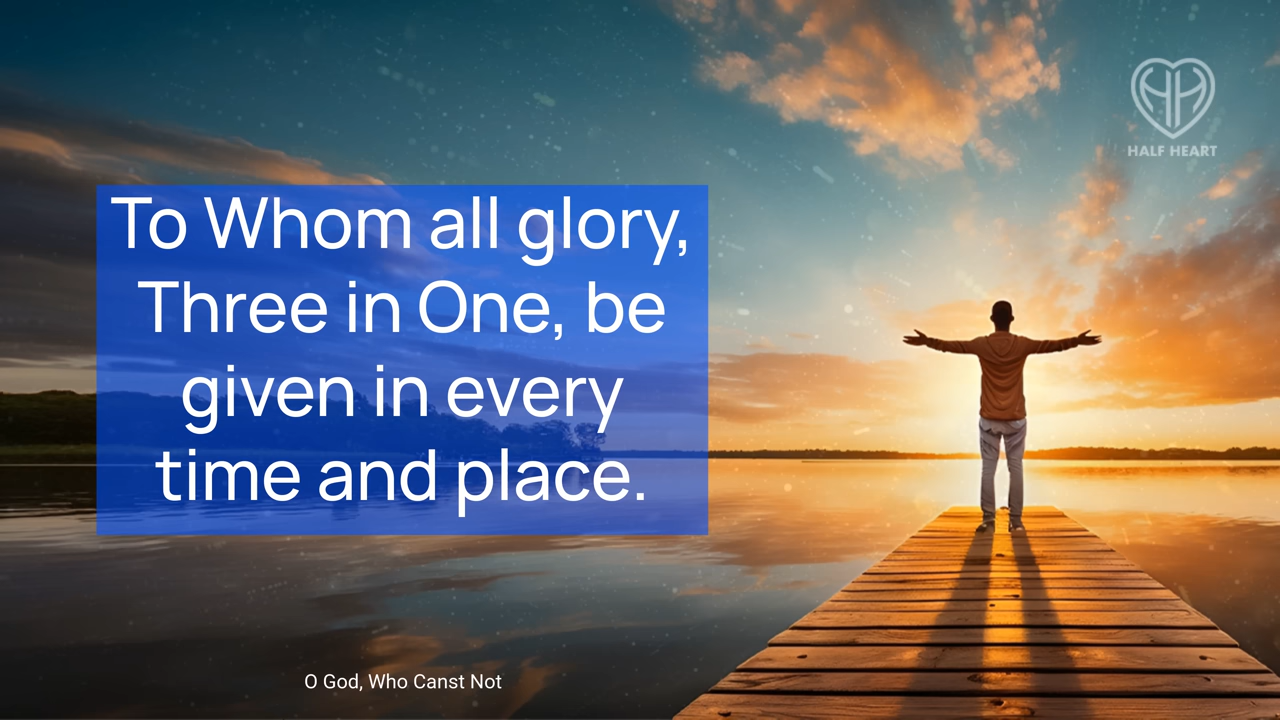 HALF HEART
To Whom all glory,
Three in One, be
given in every
time and place.
O God, Who Canst Not